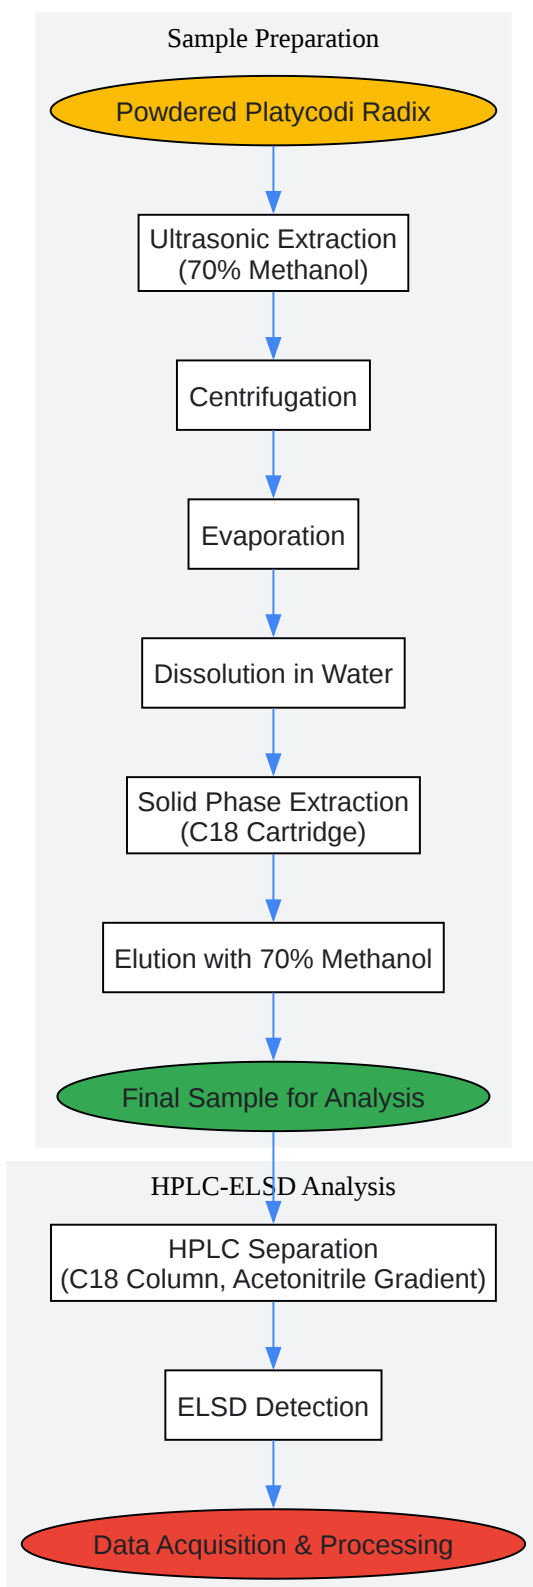 Sample Preparation
Powdered Platycodi Radix
Ultrasonic Extraction
(70% Methanol)
Centrifugation
Evaporation
Dissolution in Water
Solid Phase Extraction
(C18 Cartridge)
Elution with 70% Methanol
Final Sample for Analysis
HPLC-ELSD Analysis
HPLC Separation
(C18 Column, Acetonitrile Gradient)
ELSD Detection
Data Acquisition & Processing